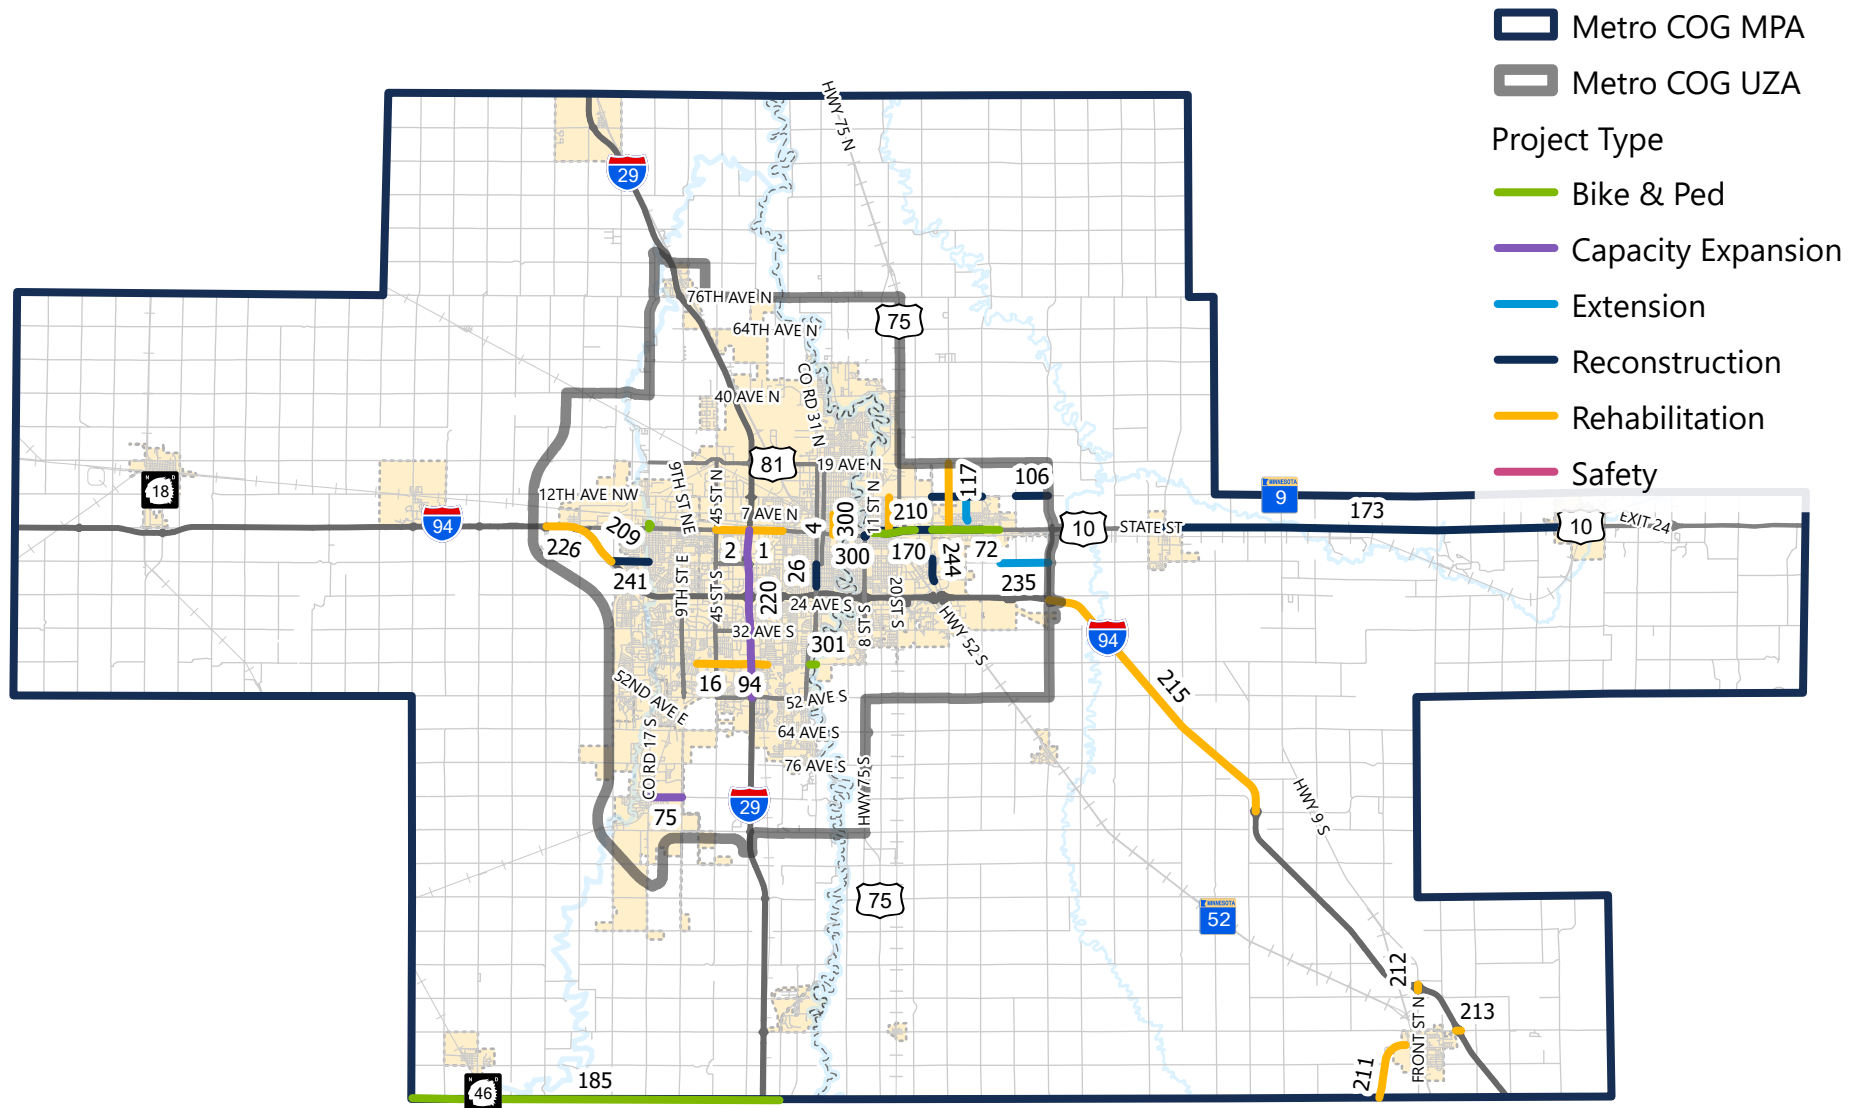 Metro COG MPA
Metro COG UZA
Project Type
Bike & Ped
Capacity Expansion
Extension
Reconstruction
Rehabilitation
Safety
HWY 75 N
29
76TH AVE N
75
64TH AVE N
CO RD 31 N
40 AVE N
81
19 AVE N
9TH ST NE
45 ST N
12TH AVE NW
N D
18
94
7 AVE N
4
300
11 ST N
210
117
106
MINNESOTA
9
173
10
STATE ST
10
EXIT 24
209
226
241
2
1
26
300
170
244
72
235
9TH ST E
45 ST S
220
24 AVE S
8 ST S
20 ST S
HWY 52 S
32 AVE S
301
94
215
16
94
52ND AVE E
52 AVE S
CO RD 17 S
64 AVE S
76 AVE S
HWY 75 S
75
29
HWY 9 S
75
MINNESOTA
52
212
213
FRONT ST N
211
185
N D
46